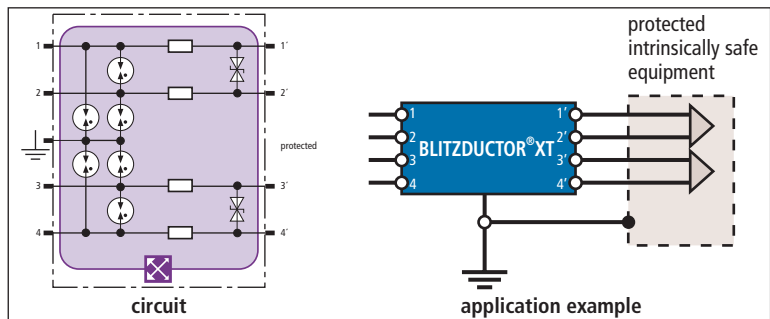 1
1´
2
2´
protected
3
3´
4
4´
circuit
protected
intrinsically safe
equipment
1
1’
2
2’
BLITZDUCTOR®XT
3
3’
4
4’
application example